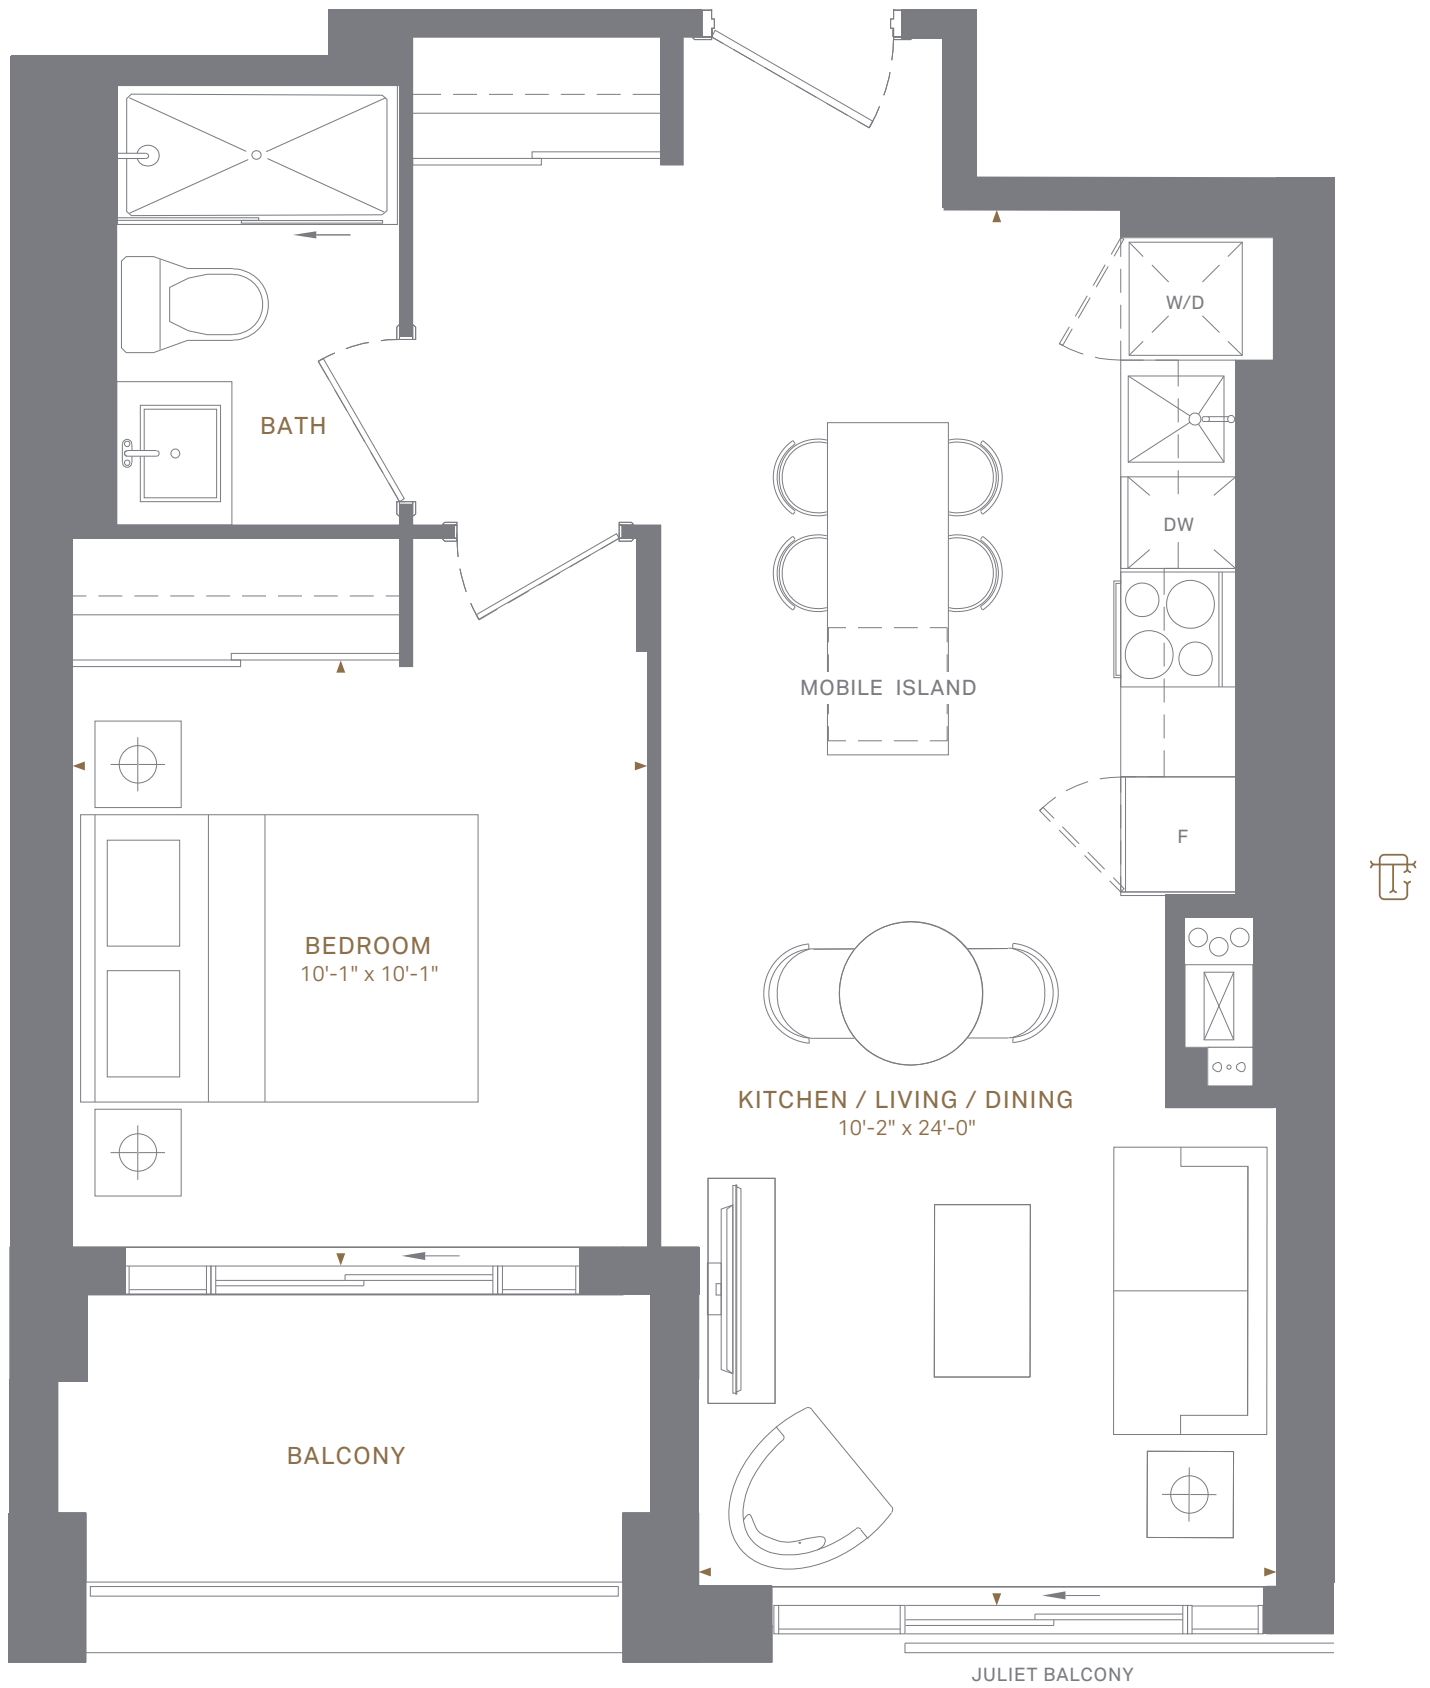 W/D
BATH
DW
MOBILE ISLAND
F
BEDROOM
10'-1" x 10'-1"
KITCHEN / LIVING / DINING
10'-2" x 24'-0"
BALCONY
JULIET BALCONY